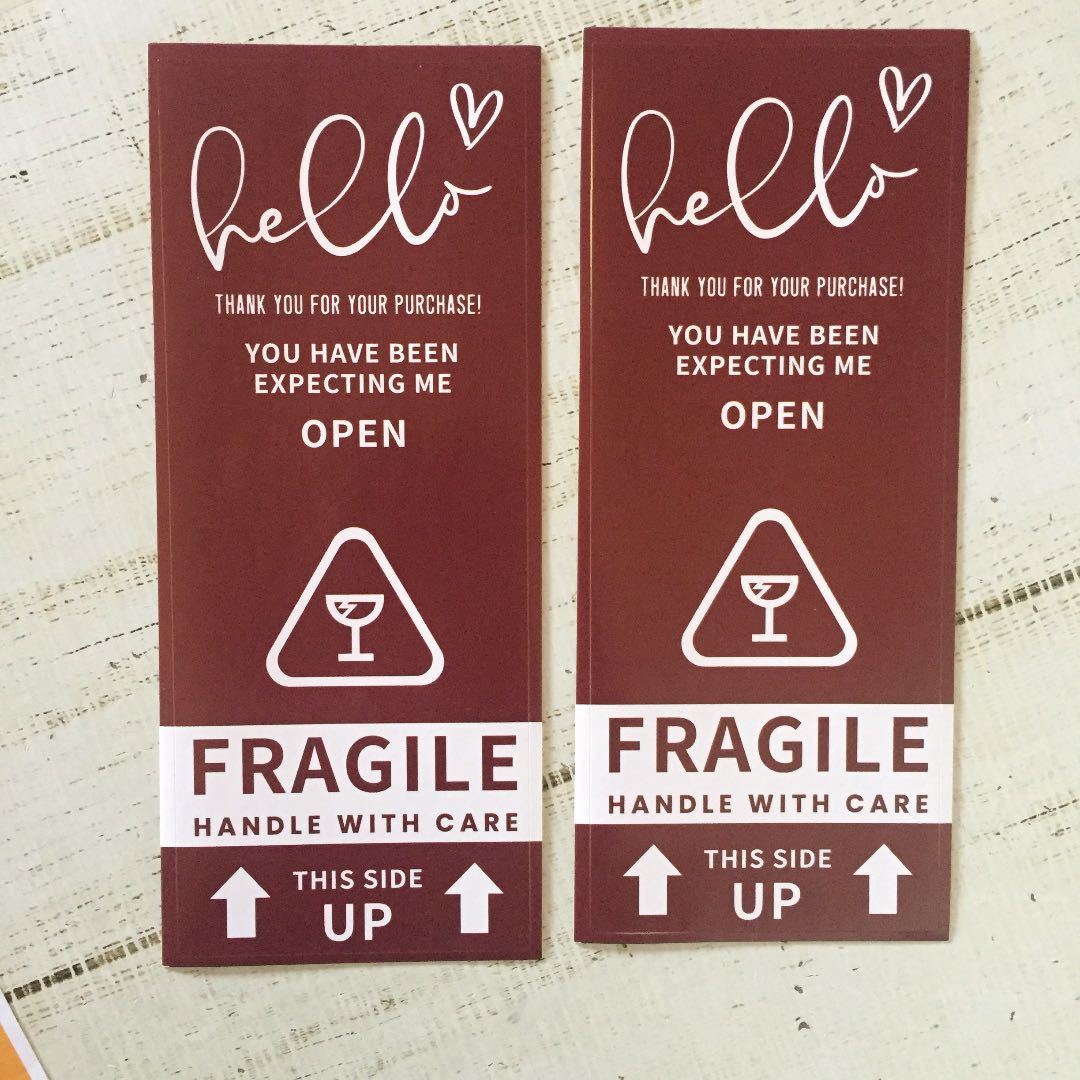 hello
THANK YOU FOR YOUR PURCHASE!
YOU HAVE BEEN
EXPECTING ME
OPEN
FRAGILE
HANDLE WITH CARE
THIS SIDE
UP
hello
THANK YOU FOR YOUR PURCHASE!
YOU HAVE BEEN
EXPECTING ME
OPEN
FRAGILE
HANDLE WITH CARE
THIS SIDE
UP